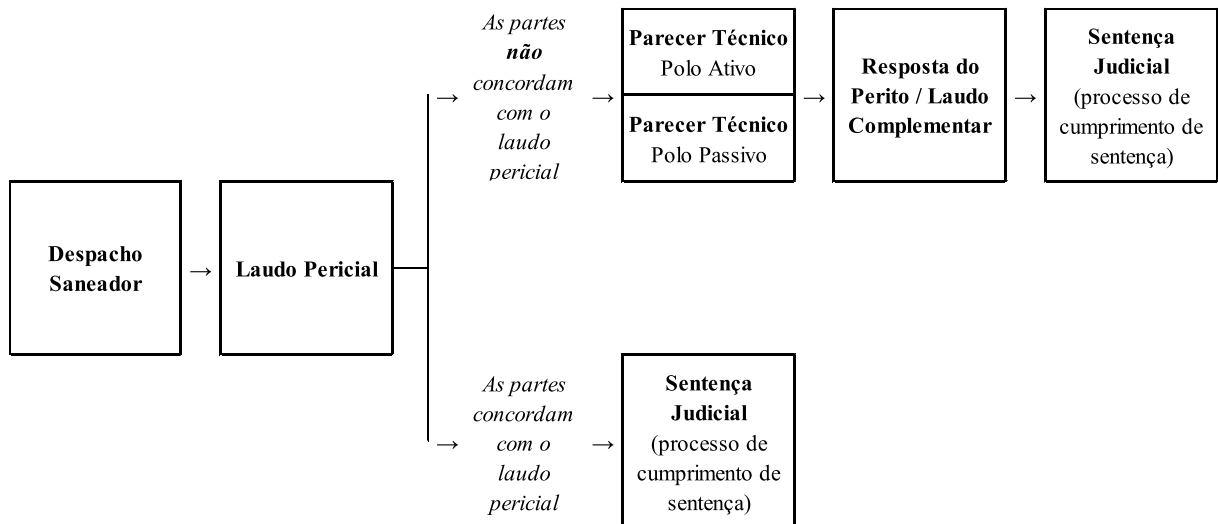 Despacho
Saneador
→
Laudo Pericial
→
As partes
não
concordam
com o
laudo
pericial
→
Parecer Técnico
Polo Ativo
Parecer Técnico
Polo Passivo
→
Resposta do
Perito / Laudo
Complementar
→
Sentença
Judicial
(processo de
cumprimento de
sentença)
→
As partes
concordam
com o
laudo
pericial
→
Sentença
Judicial
(processo de
cumprimento de
sentença)